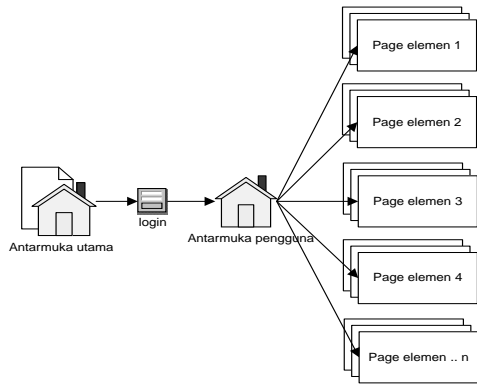 Antarmuka utama
login
Antarmuka pengguna
Page elemen 1
Page elemen 2
Page elemen 3
Page elemen 4
Page elemen .. n